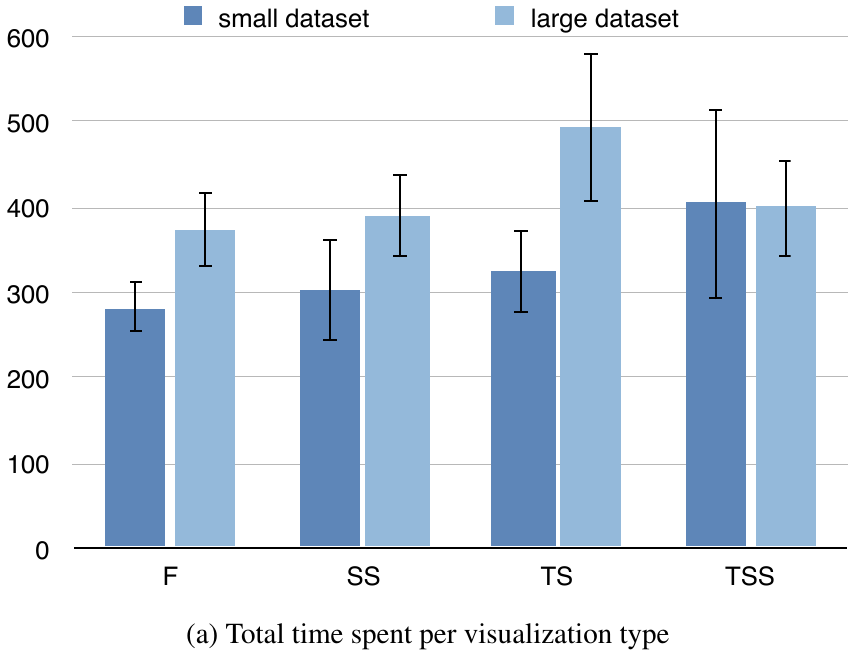 small dataset large dataset
600
500
400
300
200
100
0
F SS TS TSS
(a) Total time spent per visualization type